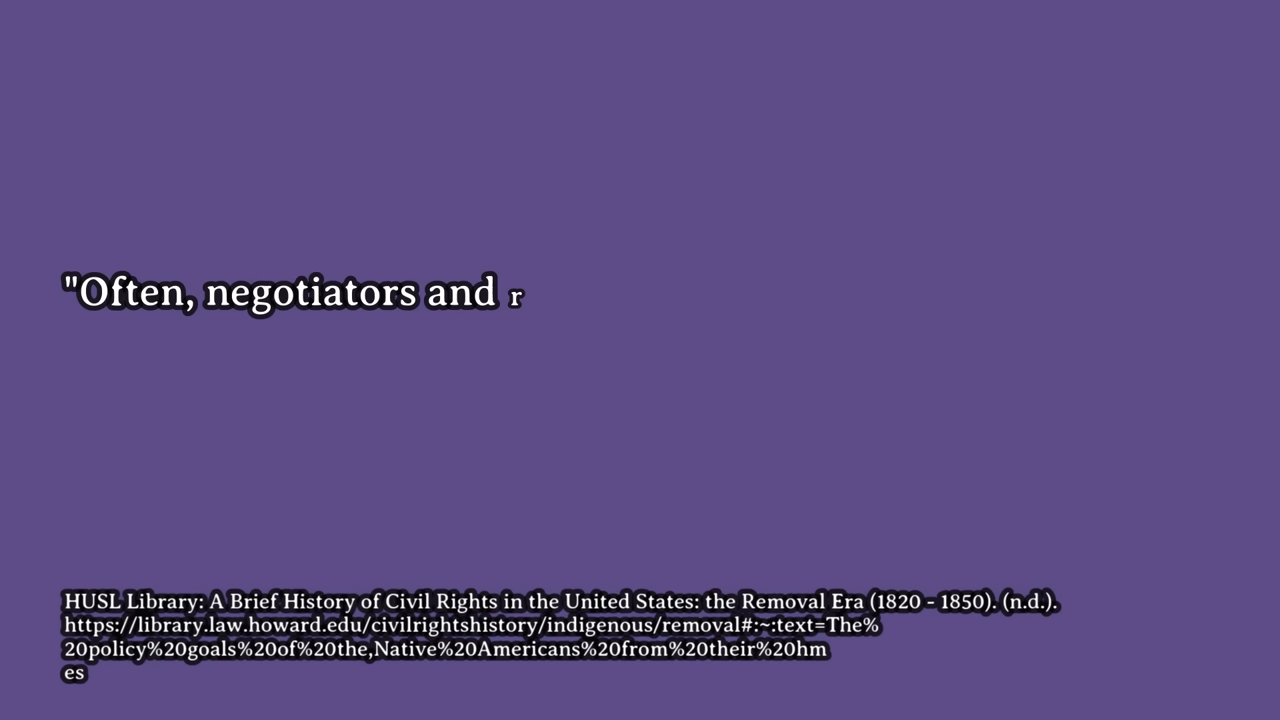 "Often, negotiators and r
HUSL Library: A Brief History of Civil Rights in the United States: the Removal Era (1820 - 1850). (n.d.).
https://library.law.howard.edu/civilrightshistory/indigenous/removal#:~:text=The%
20policy%20goals%20of%20the,Native%20Americans%20from%20their%20hm
es